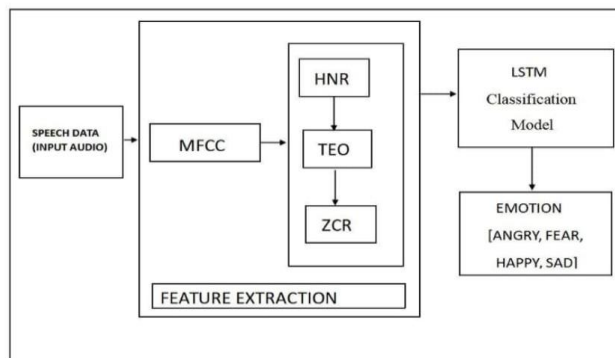 SPEECH DATA
(INPUT AUDIO)
MFCC
HNR
TEO
ZCR
FEATURE EXTRACTION
LSTM
Classification
Model
EMOTION
[ANGRY, FEAR,
HAPPY, SAD]